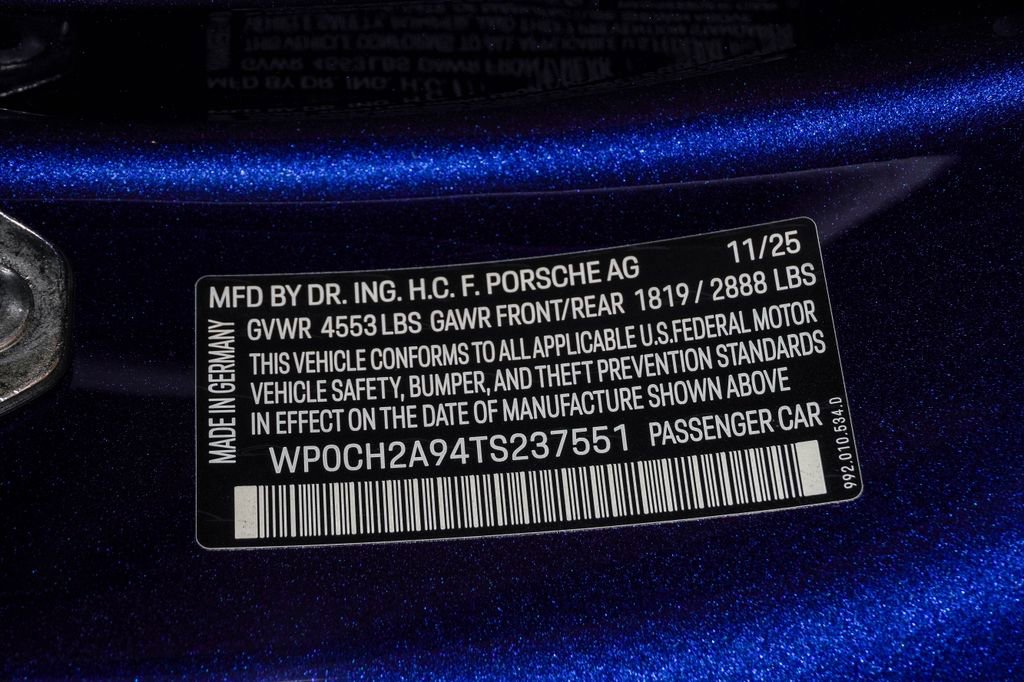 11/25
MFD BY DR. ING. H.C. F. PORSCHE AG
GVWR 4553 LBS GAWR FRONT/REAR 1819 / 2888 LBS
THIS VEHICLE CONFORMS TO ALL APPLICABLE U.S.FEDERAL MOTOR
VEHICLE SAFETY, BUMPER, AND THEFT PREVENTION STANDARDS
IN EFFECT ON THE DATE OF MANUFACTURE SHOWN ABOVE
WP0CH2A94TS237551 PASSENGER CAR
MADE IN GERMANY
992.010.534.D